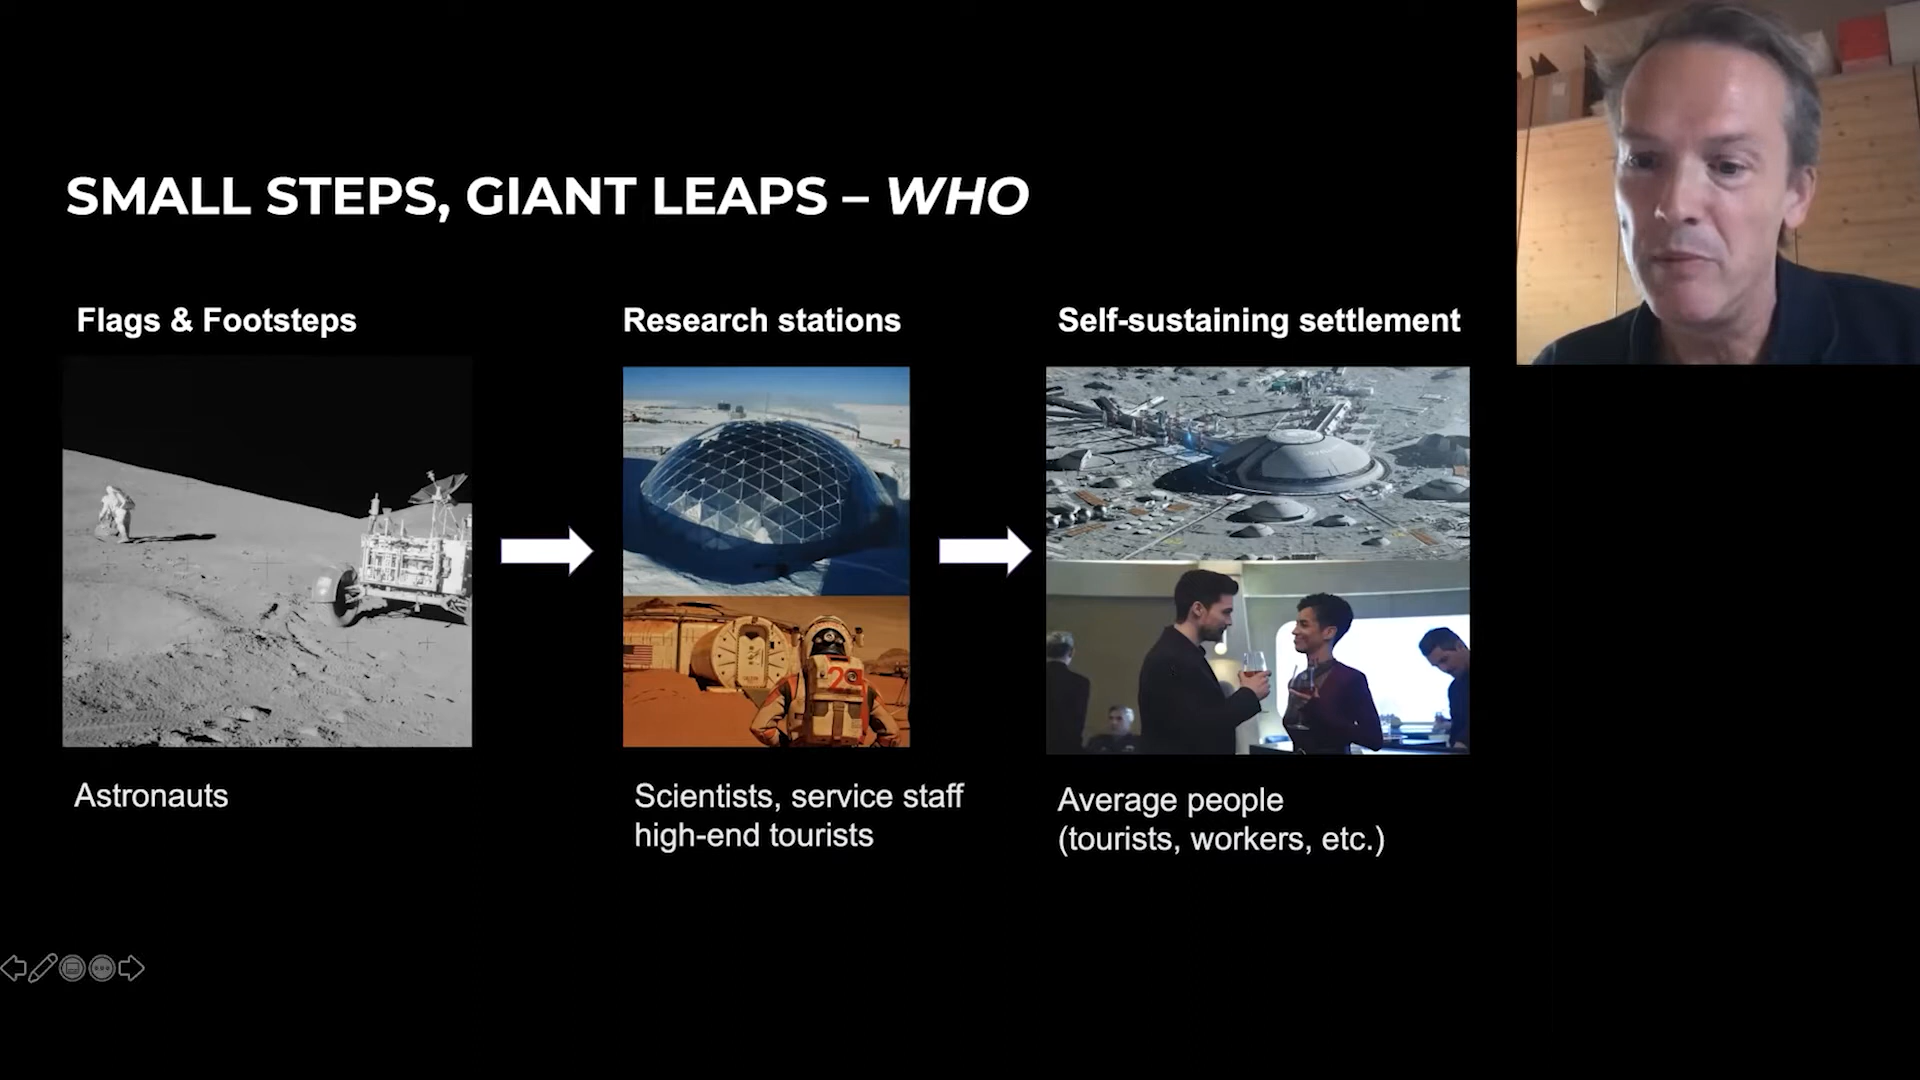 SMALL STEPS, GIANT LEAPS – WHO
Flags & Footsteps
Research stations
Self-sustaining settlement
Astronauts
Scientists, service staff
high-end tourists
Average people
(tourists, workers, etc.)